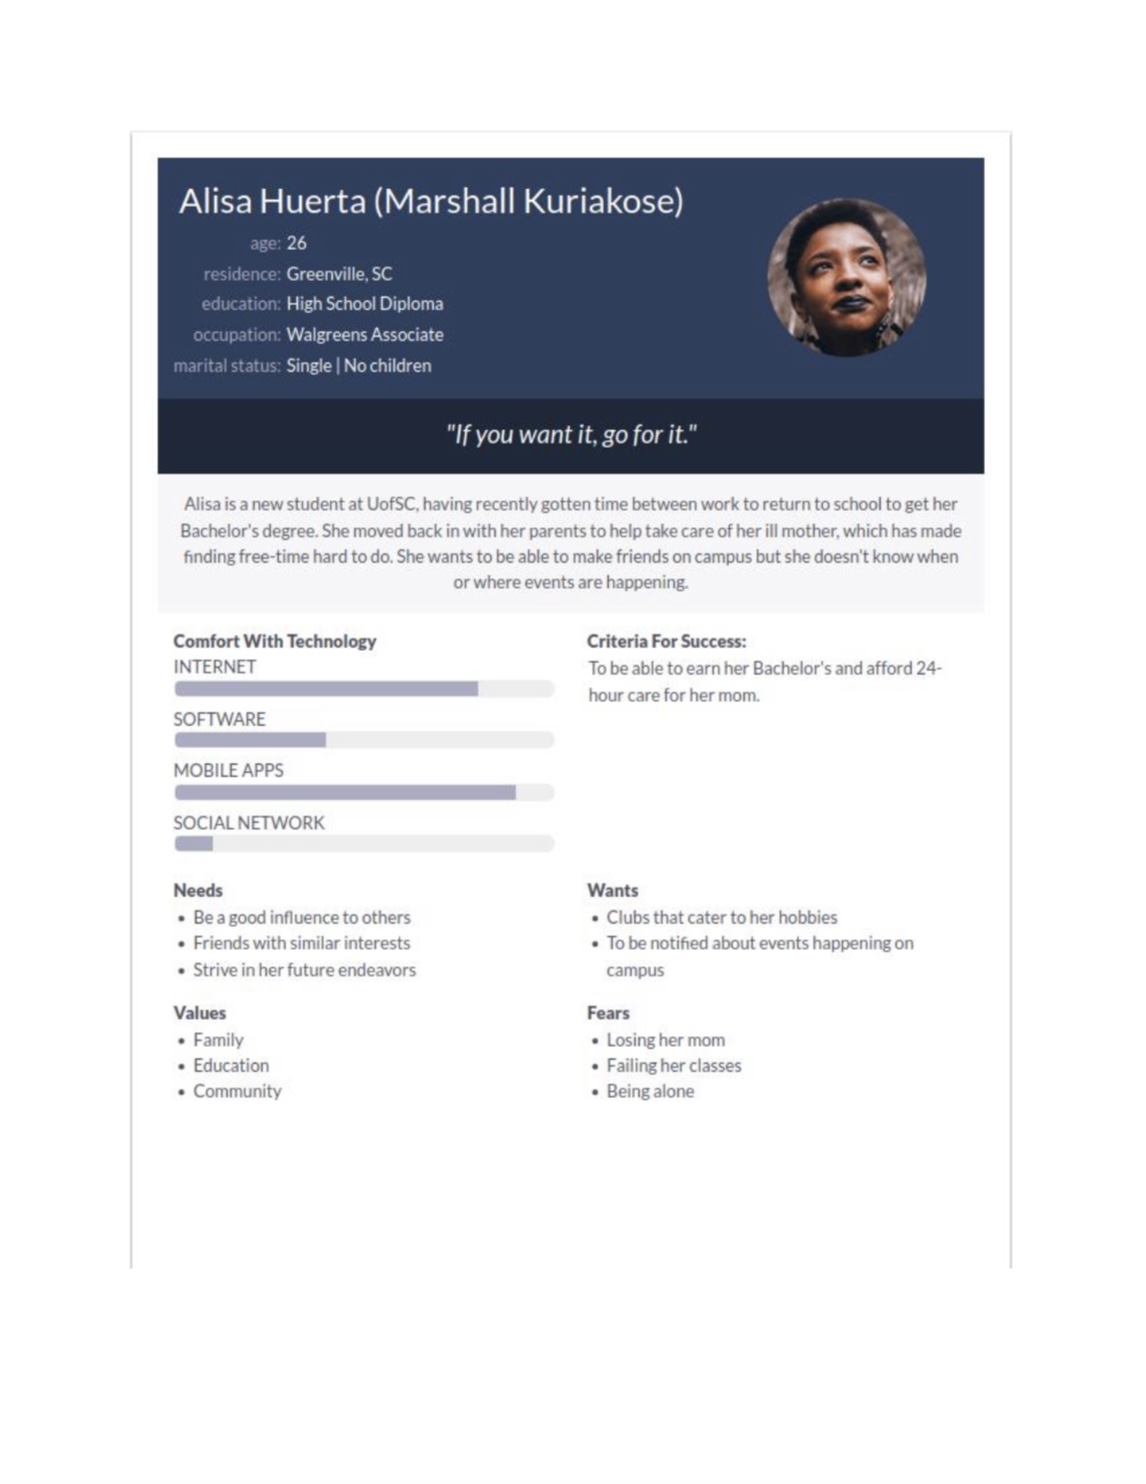 Alisa Huerta (Marshall Kuriakose)
age: 26
residence: Greenville, SC
education: High School Diploma
occupation: Walgreens Associate
marital status: Single | No children
"If you want it, go for it."
Alisa is a new student at UofSC, having recently gotten time between work to return to school to get her
Bachelor's degree. She moved back in with her parents to help take care of her ill mother, which has made
finding free-time hard to do. She wants to be able to make friends on campus but she doesn't know when
or where events are happening.
Comfort With Technology
INTERNET
SOFTWARE
MOBILE APPS
SOCIAL NETWORK
Criteria For Success:
To be able to earn her Bachelor's and afford 24-
hour care for her mom.
Needs
• Be a good influence to others
• Friends with similar interests
• Strive in her future endeavors
Wants
• Clubs that cater to her hobbies
• To be notified about events happening on
campus
Values
• Family
• Education
• Community
Fears
• Losing her mom
• Failing her classes
• Being alone